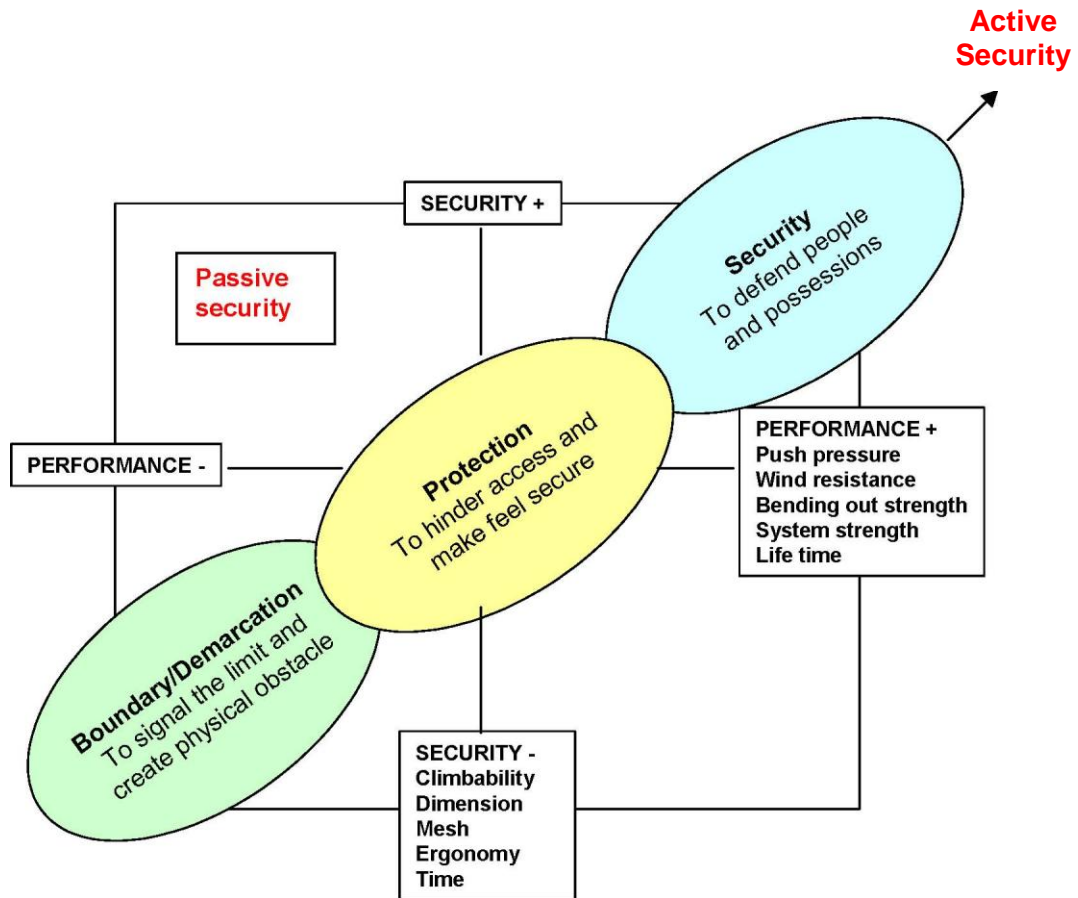 Active
Security
SECURITY +
Passive
security
Security
To defend people
and possessions
PERFORMANCE -
Protection
To hinder access and
make feel secure
PERFORMANCE +
Push pressure
Wind resistance
Bending out strength
System strength
Life time
Boundary/Demarcation
To signal the limit and
create physical obstacle
SECURITY -
Climbability
Dimension
Mesh
Ergonomy
Time